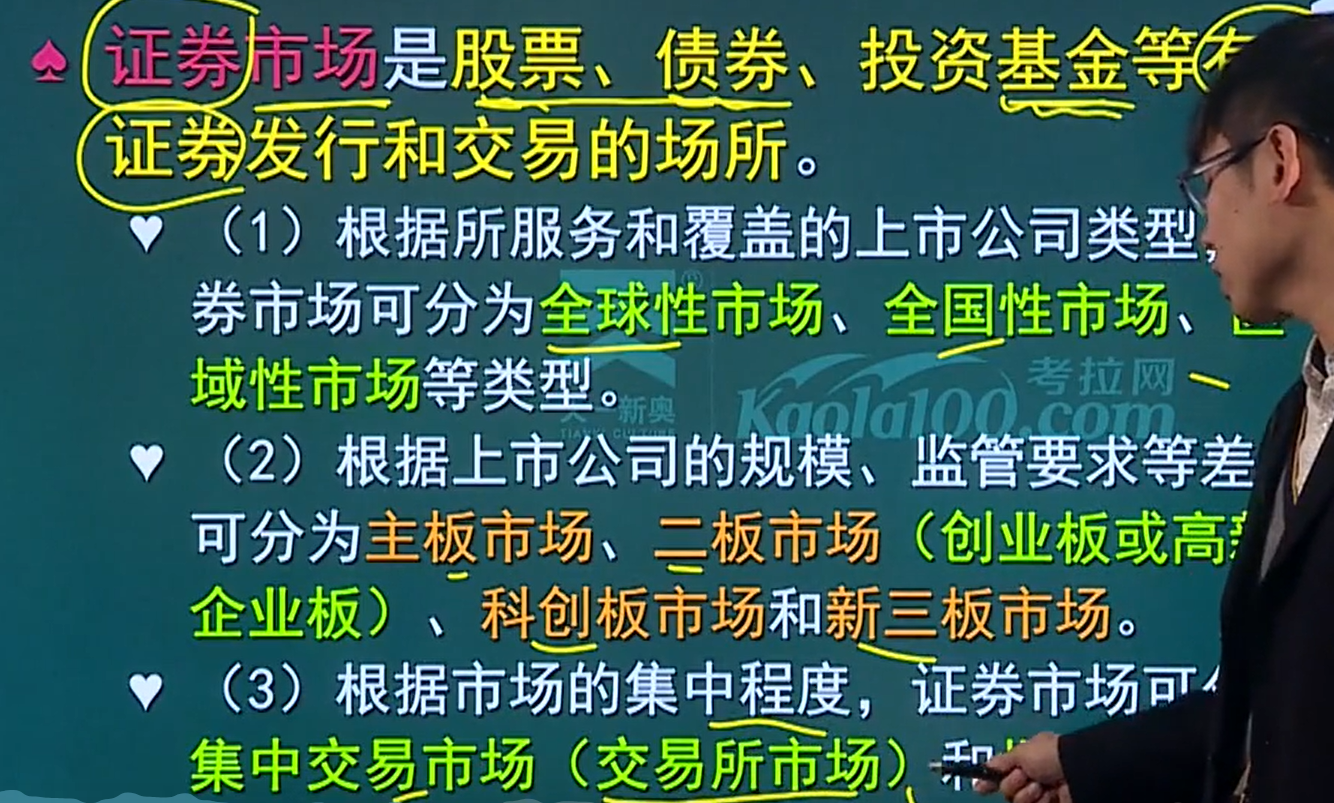 证券市场是股票、债券、投资基金等
证券发行和交易的场所。
（1）根据所服务和覆盖的上市公司类型，
券市场可分为全球性市场、全国性市场、
域性市场等类型。
（2）根据上市公司的规模、监管要求等差
可分为主板市场、二板市场（创业板或高
企业板）、科创板市场和新三板市场。
（3）根据市场的集中程度，证券市场可
集中交易市场（交易所市场）和
天一新奥
TIANYI CULTURE
考拉网
Kaola100.com